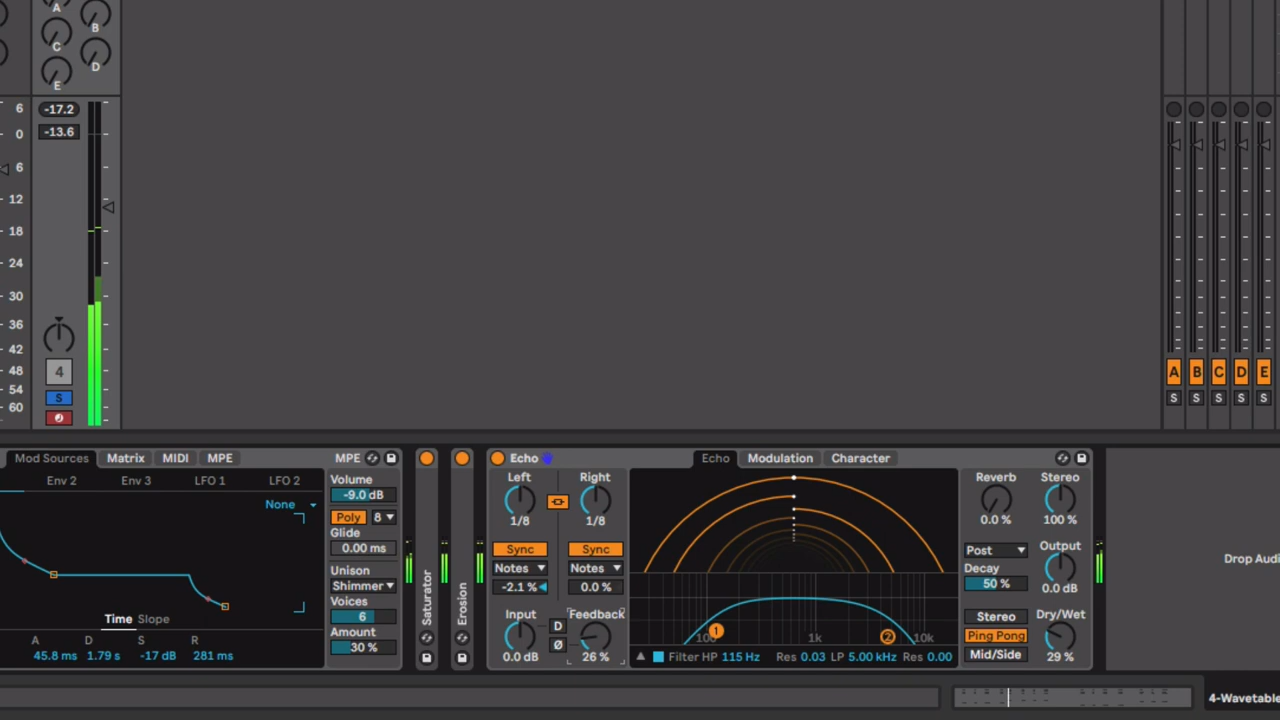 A
B
C
D
E
6 -17.2
0 -13.6
6
12
18
24
30
36
42
48 4
54 S
60
A B C D E
S S S S S
Mod Sources Matrix MIDI MPE MPE
Env 2 Env 3 LFO 1 LFO 2
None
Time Slope
A D S R
45.8 ms 1.79 s -17 dB 281 ms
Volume
-9.0 dB
Poly 8
Glide
0.00 ms
Unison
Shimmer
Voices
6
Amount
30 %
Saturator
Erosion
Echo
Left Right
1/8 1/8
Sync Sync
Notes Notes
-2.1 % 0.0 %
Input Feedback
D
Ø
0.0 dB 26 %
Echo Modulation Character
1 2
100 1k 10k
Filter HP 115 Hz Res 0.03 LP 5.00 kHz Res 0.00
Reverb Stereo
0.0 % 100 %
Post Output
Decay
50 % 0.0 dB
Stereo Dry/Wet
Ping Pong
Mid/Side 29 %
Drop Audi
4-Wavetable